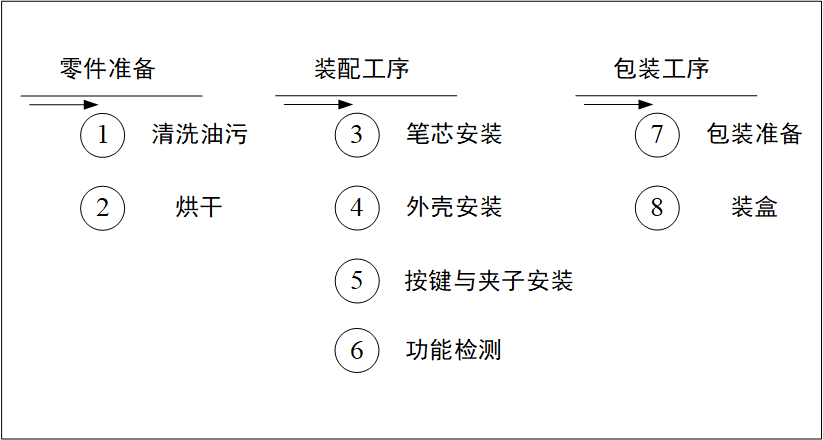 零件准备
1 清洗油污
2 烘干
装配工序
3 笔芯安装
4 外壳安装
5 按键与夹子安装
6 功能检测
包装工序
7 包装准备
8 装盒